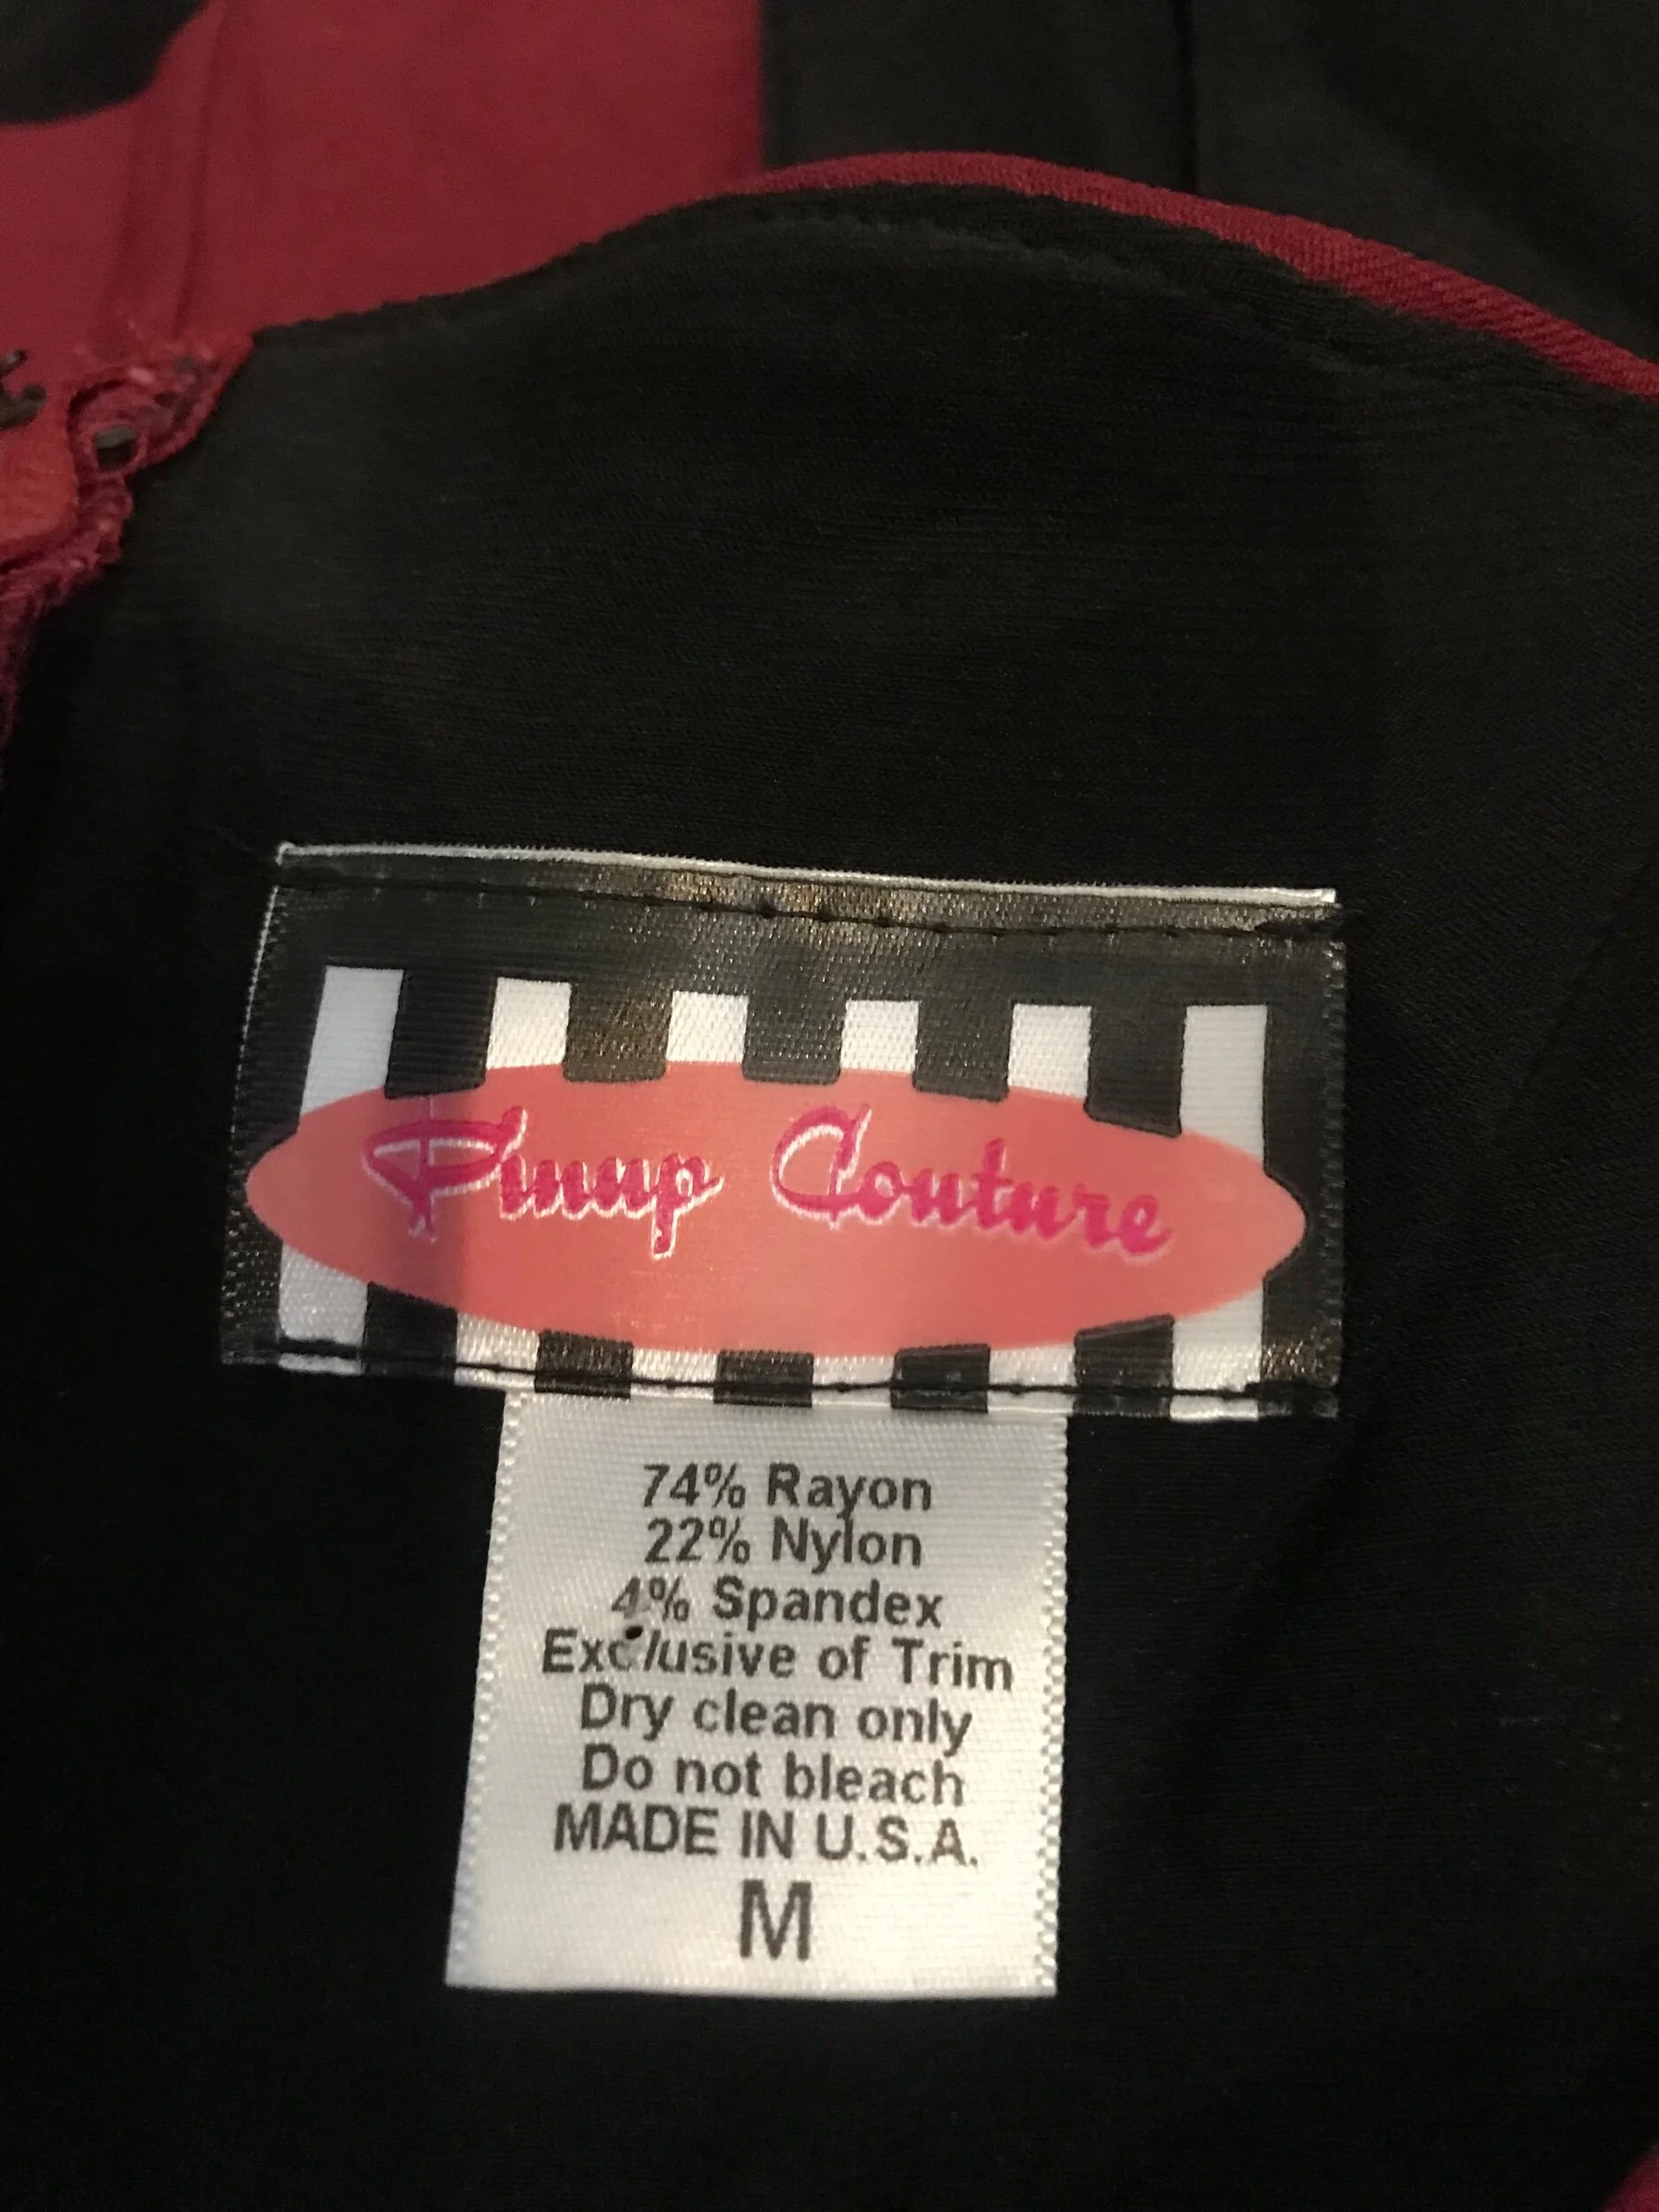 Pinup Couture
74% Rayon
22% Nylon
4% Spandex
Exclusive of Trim
Dry clean only
Do not bleach
MADE IN U.S.A.
M